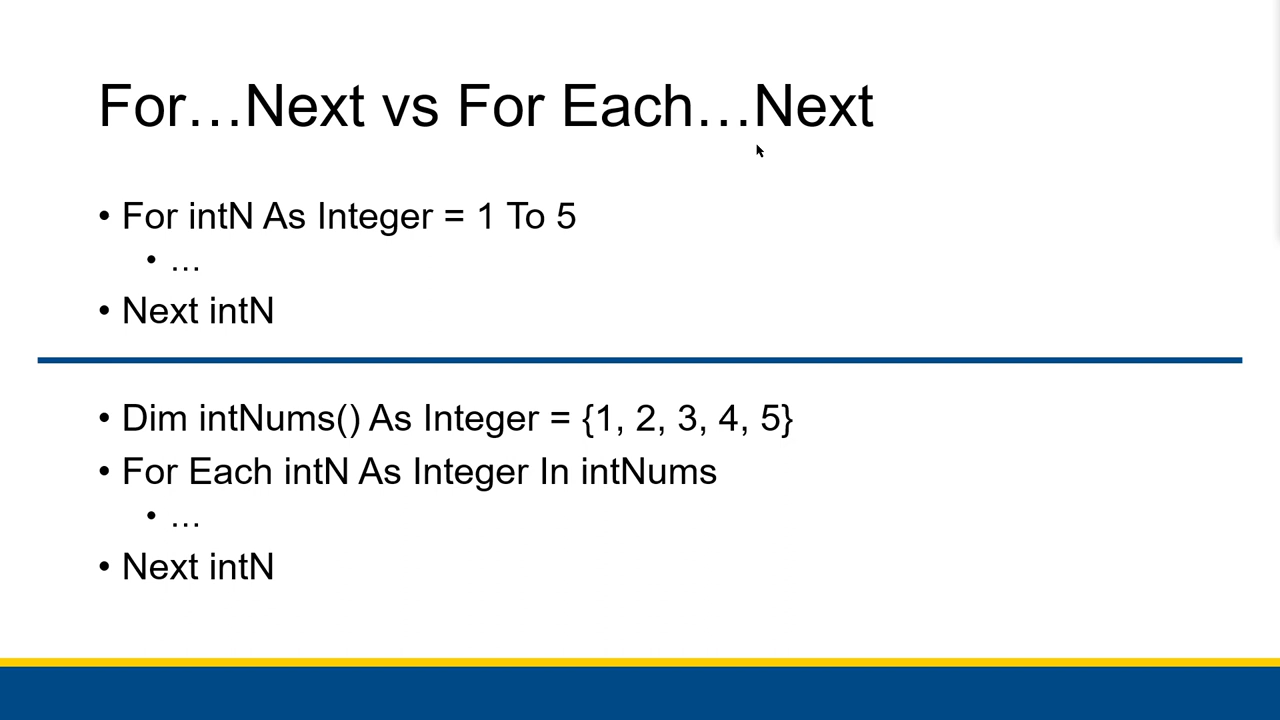 For…Next vs For Each…Next
• For intN As Integer = 1 To 5
• …
• Next intN
• Dim intNums() As Integer = {1, 2, 3, 4, 5}
• For Each intN As Integer In intNums
• …
• Next intN